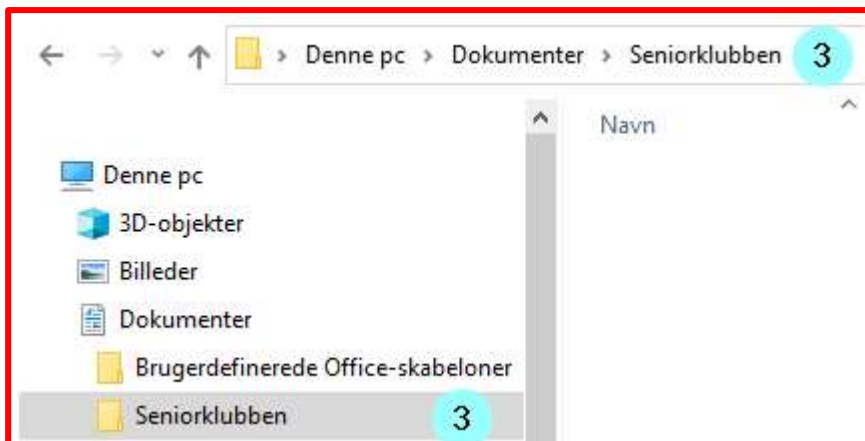 Denne pc > Dokumenter > Seniorklubben 3
Navn
Denne pc
3D-objekter
Billeder
Dokumenter
Brugerdefinerede Office-skabeloner
Seniorklubben 3